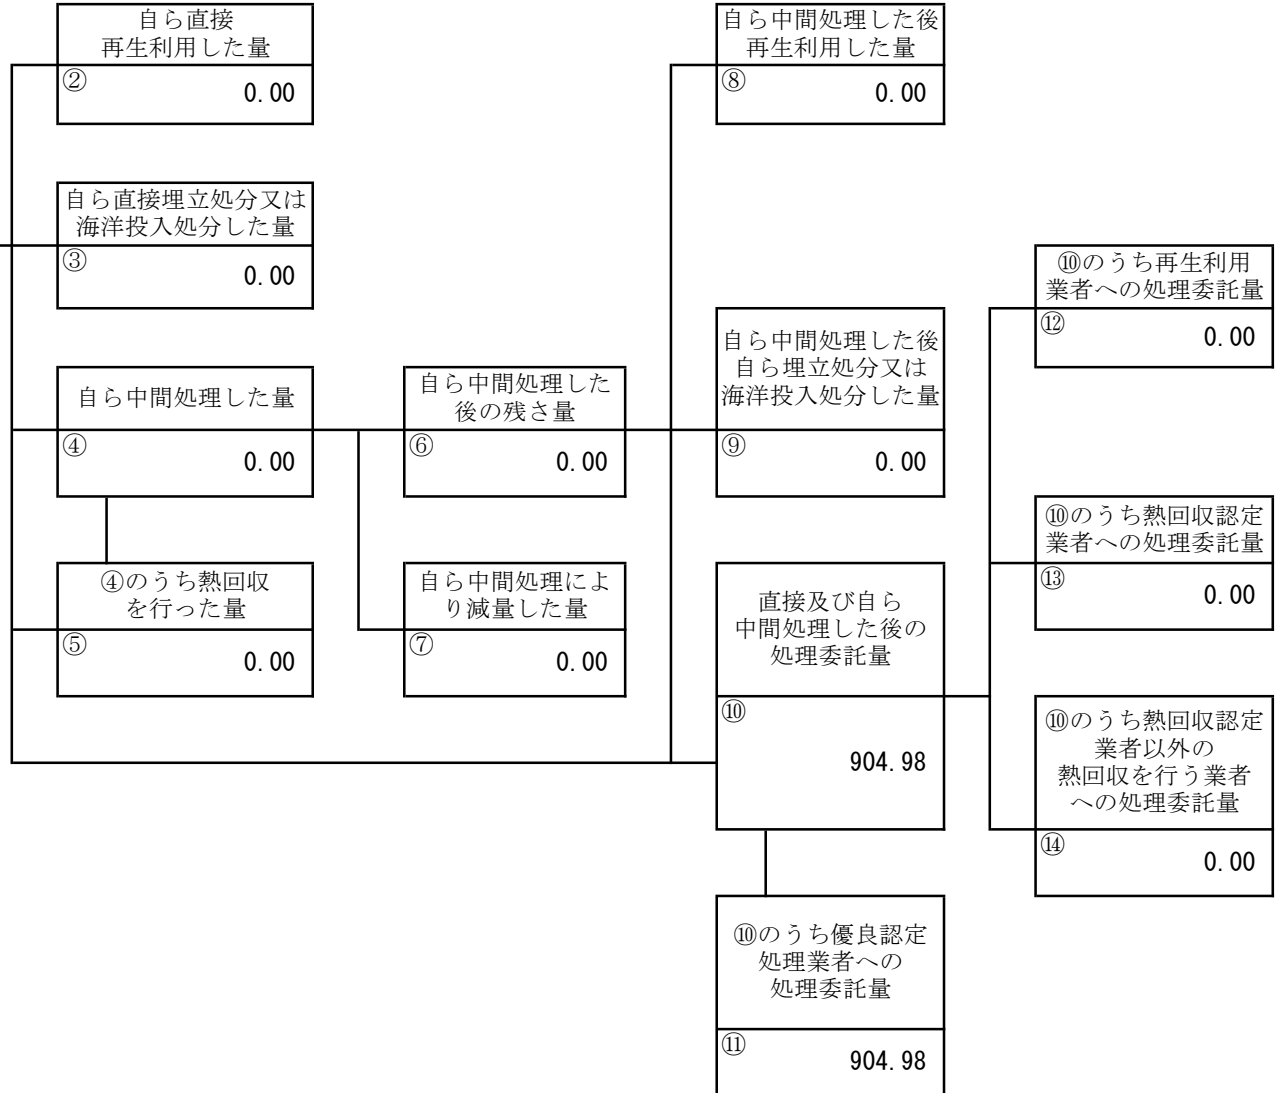 自ら直接
再生利用した量
②
0.00
自ら直接埋立処分又は
海洋投入処分した量
③
0.00
自ら中間処理した量
④
0.00
④のうち熱回収
を行った量
⑤
0.00
自ら中間処理した
後の残さ量
⑥
0.00
自ら中間処理によ
り減量した量
⑦
0.00
自ら中間処理した後
再生利用した量
⑧
0.00
自ら中間処理した後
自ら埋立処分又は
海洋投入処分した量
⑨
0.00
直接及び自ら
中間処理した後の
処理委託量
⑩
904.98
⑩のうち優良認定
処理業者への
処理委託量
⑪
904.98
⑩のうち再生利用
業者への処理委託量
⑫
0.00
⑩のうち熱回収認定
業者への処理委託量
⑬
0.00
⑩のうち熱回収認定
業者以外の
熱回収を行う業者
への処理委託量
⑭
0.00